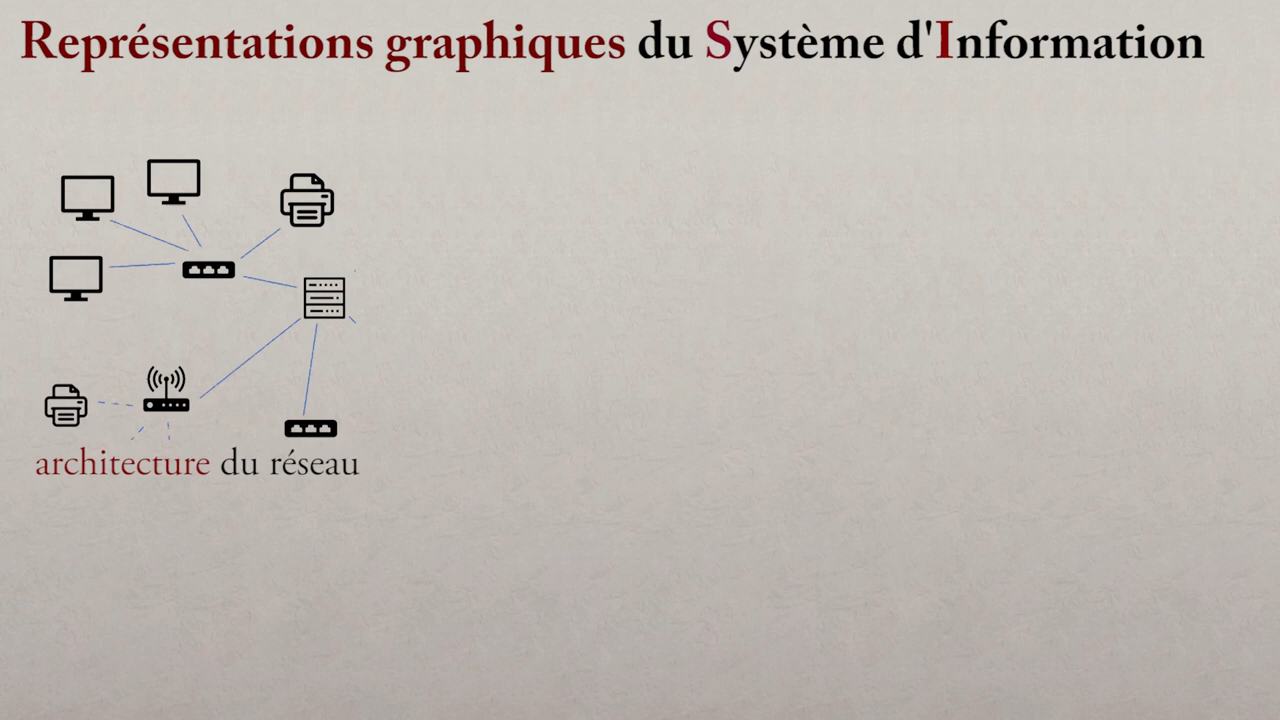 Représentations graphiques du Système d'Information
architecture du réseau